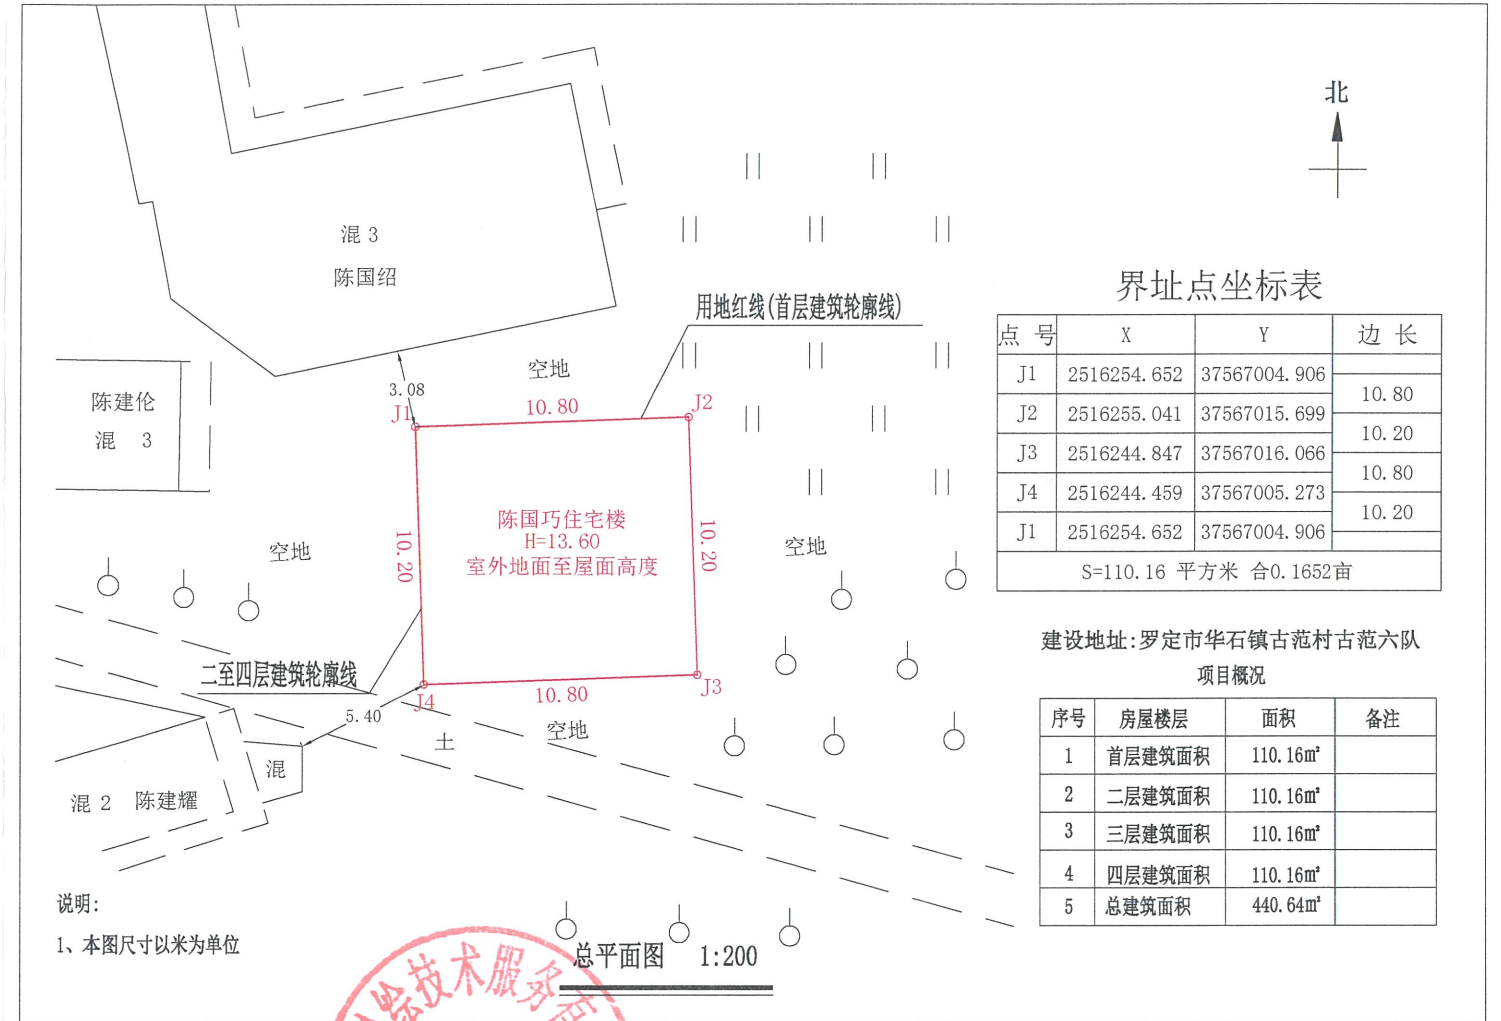 北
混 3
陈国绍
用地红线(首层建筑轮廓线)
空地
3.08
陈建伦
混 3
J1
10.80
J2
10.20
陈国巧住宅楼
H=13.60
室外地面至屋面高度
10.20
空地
空地
二至四层建筑轮廓线
J4
10.80
J3
5.40
土
空地
混
混 2 陈建耀
界址点坐标表
点 号 X Y 边 长
J1 2516254.652 37567004.906
10.80
J2 2516255.041 37567015.699
10.20
J3 2516244.847 37567016.066
10.80
J4 2516244.459 37567005.273
10.20
J1 2516254.652 37567004.906
S=110.16 平方米 合0.1652亩
建设地址:罗定市华石镇古范村古范六队
项目概况
序号 房屋楼层 面积 备注
1 首层建筑面积 110.16m²
2 二层建筑面积 110.16m²
3 三层建筑面积 110.16m²
4 四层建筑面积 110.16m²
5 总建筑面积 440.64m²
说明:
1、本图尺寸以米为单位
总平面图 1:200
绘技术服务有